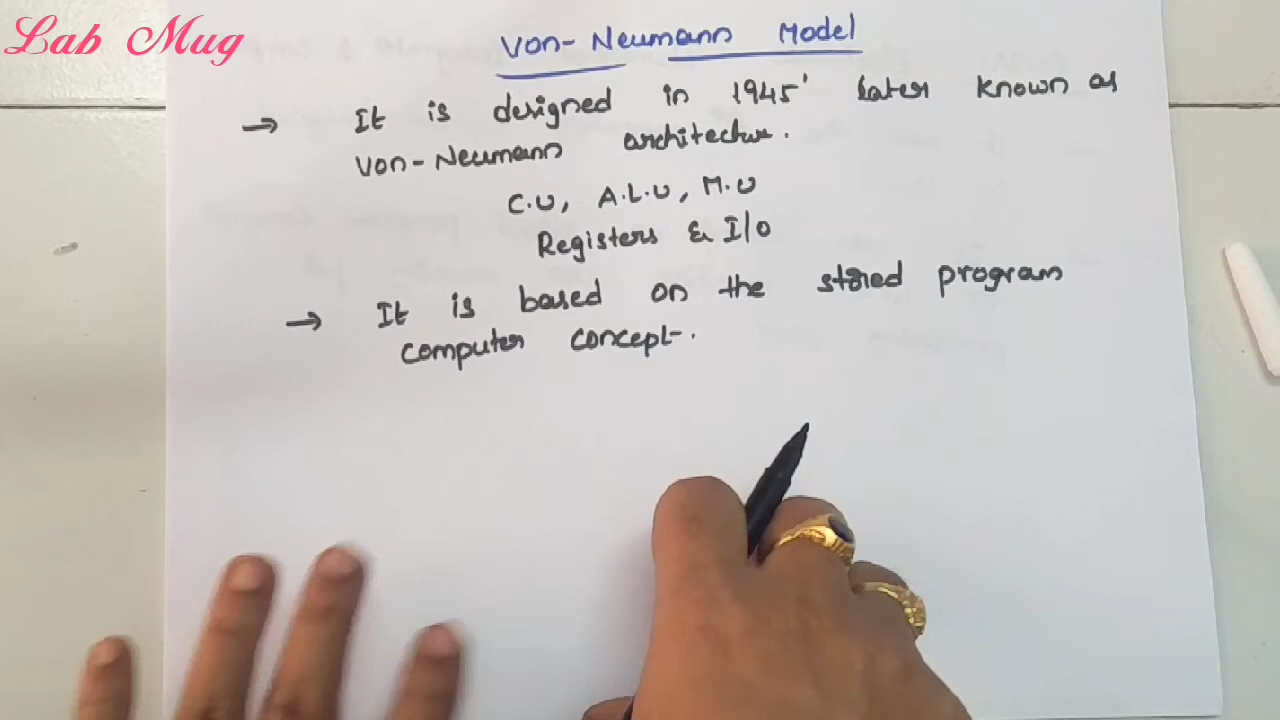 Lab Mug
Von-Neumann Model
→ It is designed in 1945' later known as
Von-Neumann architecture.
C.U, A.L.U, M.U
Registers & I/O
→ It is based on the stored program
computer concept.